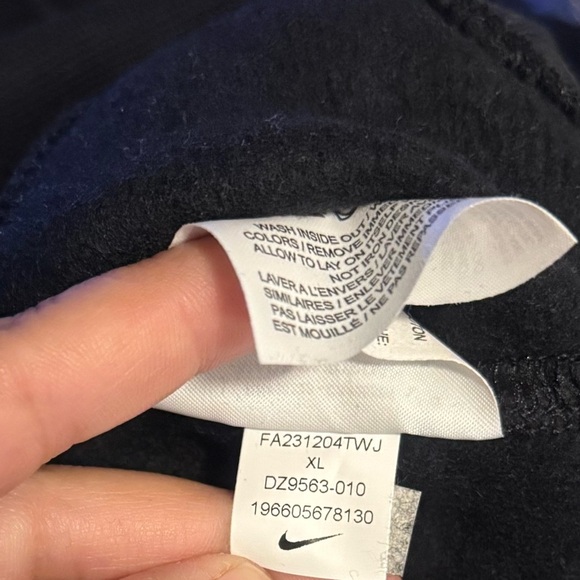 WASH INSIDE OUT /
COLORS / REMOVE
ALLOW TO LAY ON
NOT IRON
LAVER A L'ENVERS /
SIMILAIRES / ENLEVER
PAS LAISSER LE
EST MOUILLÉ / NE PAS
FA231204TWJ
XL
DZ9563-010
196605678130